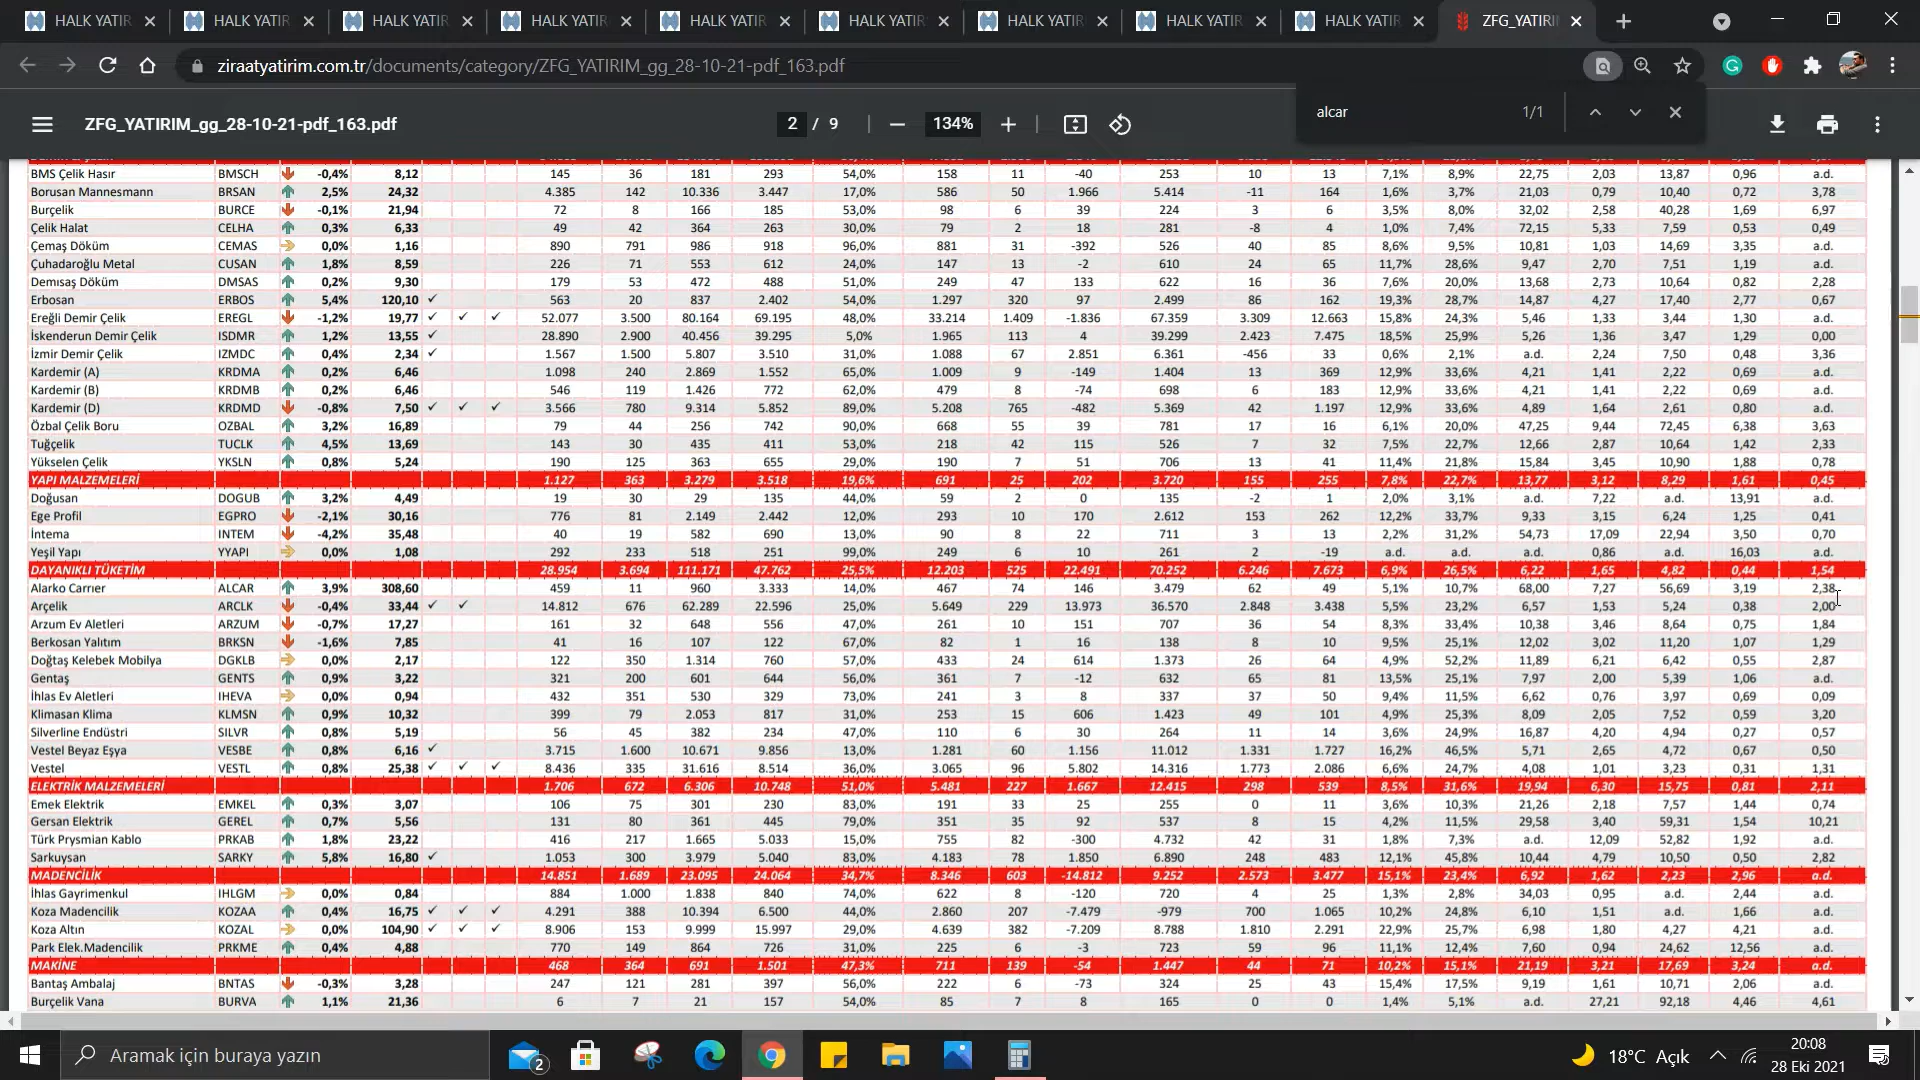 HALK YATIR HALK YATIR HALK YATIR HALK YATIR HALK YATIR HALK YATIR HALK YATIR HALK YATIR HALK YATIR ZFG_YATIRI
ziraatyatirim.com.tr/documents/category/ZFG_YATIRIM_gg_28-10-21-pdf_163.pdf
alcar 1/1
ZFG_YATIRIM_gg_28-10-21-pdf_163.pdf 2 / 9 134%
BMS Çelik Hasır BMSCH -0,4% 8,12 145 36 181 293 54,0% 158 11 -40 253 10 13 7,1% 8,9% 22,75 2,03 13,87 0,96 a.d.
Borusan Mannesmann BRSAN 2,5% 24,32 4.385 142 10.336 3.447 17,0% 586 50 1.966 5.414 -11 164 1,6% 3,7% 21,03 0,79 10,40 0,72 3,78
Burçelik BURCE -0,1% 21,94 72 8 166 185 53,0% 98 6 39 224 3 6 3,5% 8,0% 32,02 2,58 40,28 1,69 6,97
Çelik Halat CELHA 0,3% 6,33 49 42 364 263 30,0% 79 2 18 281 -8 4 1,0% 7,4% 72,15 5,33 7,59 0,53 0,49
Çemaş Döküm CEMAS 0,0% 1,16 890 791 986 918 96,0% 881 31 -392 526 40 85 8,6% 9,5% 10,81 1,03 14,69 3,35 a.d.
Çuhadaroğlu Metal CUSAN 1,8% 8,59 226 71 553 612 24,0% 147 13 -2 610 24 65 11,7% 28,6% 9,47 2,70 7,51 1,19 a.d.
Demısaş Döküm DMSAS 0,2% 9,30 179 53 472 488 51,0% 249 47 133 622 16 36 7,6% 20,0% 13,68 2,73 10,64 0,82 2,28
Erbosan ERBOS 5,4% 120,10 ✓ 563 20 837 2.402 54,0% 1.297 320 97 2.499 86 162 19,3% 28,7% 14,87 4,27 17,40 2,77 0,67
Ereğli Demir Çelik EREGL -1,2% 19,77 ✓ ✓ ✓ 52.077 3.500 80.164 69.195 48,0% 33.214 1.409 -1.836 67.359 3.309 12.663 15,8% 24,3% 5,46 1,33 3,44 1,30 a.d.
İskenderun Demir Çelik ISDMR 1,2% 13,55 ✓ 28.890 2.900 40.456 39.295 5,0% 1.965 113 4 39.299 2.423 7.475 18,5% 25,9% 5,26 1,36 3,47 1,29 0,00
İzmir Demir Çelik IZMDC 0,4% 2,34 ✓ 1.567 1.500 5.807 3.510 31,0% 1.088 67 2.851 6.361 -456 33 0,6% 2,1% a.d. 2,24 7,50 0,48 3,36
Kardemir (A) KRDMA 0,2% 6,46 1.098 240 2.869 1.552 65,0% 1.009 9 -149 1.404 13 369 12,9% 33,6% 4,21 1,41 2,22 0,69 a.d.
Kardemir (B) KRDMB 0,2% 6,46 546 119 1.426 772 62,0% 479 8 -74 698 6 183 12,9% 33,6% 4,21 1,41 2,22 0,69 a.d.
Kardemir (D) KRDMD -0,8% 7,50 ✓ ✓ ✓ 3.566 780 9.314 5.852 89,0% 5.208 765 -482 5.369 42 1.197 12,9% 33,6% 4,89 1,64 2,61 0,80 a.d.
Özbal Çelik Boru OZBAL 3,2% 16,89 79 44 256 742 90,0% 668 55 39 781 17 16 6,1% 20,0% 47,25 9,44 72,45 6,38 3,63
Tuğçelik TUCLK 4,5% 13,69 143 30 435 411 53,0% 218 42 115 526 7 32 7,5% 22,7% 12,66 2,87 10,64 1,42 2,33
Yükselen Çelik YKSLN 0,8% 5,24 190 125 363 655 29,0% 190 7 51 706 13 41 11,4% 21,8% 15,84 3,45 10,90 1,88 0,78
YAPI MALZEMELERİ 1.127 363 3.279 3.518 19,6% 691 25 202 3.720 155 255 7,8% 22,7% 13,77 3,12 8,29 1,61 0,45
Doğusan DOGUB 3,2% 4,49 19 30 29 135 44,0% 59 2 0 135 -2 1 2,0% 3,1% a.d. 7,22 a.d. 13,91 a.d.
Ege Profil EGPRO -2,1% 30,16 776 81 2.149 2.442 12,0% 293 10 170 2.612 153 262 12,2% 33,7% 9,33 3,15 6,24 1,25 0,41
İntema INTEM -4,2% 35,48 40 19 582 690 13,0% 90 8 22 711 3 13 2,2% 31,2% 54,73 17,09 22,94 3,50 0,70
Yeşil Yapı YYAPI 0,0% 1,08 292 233 518 251 99,0% 249 6 10 261 2 -19 a.d. a.d. a.d. 0,86 a.d. 16,03 a.d.
DAYANIKLI TÜKETİM 28.954 3.694 111.171 47.762 25,5% 12.203 525 22.491 70.252 6.246 7.673 6,9% 26,5% 6,22 1,65 4,82 0,44 1,54
Alarko Carrıer ALCAR 3,9% 308,60 459 11 960 3.333 14,0% 467 74 146 3.479 62 49 5,1% 10,7% 68,00 7,27 56,69 3,19 2,38
Arçelik ARCLK -0,4% 33,44 ✓ ✓ 14.812 676 62.289 22.596 25,0% 5.649 229 13.973 36.570 2.848 3.438 5,5% 23,2% 6,57 1,53 5,24 0,38 2,00
Arzum Ev Aletleri ARZUM -0,7% 17,27 161 32 648 556 47,0% 261 10 151 707 36 54 8,3% 33,4% 10,38 3,46 8,64 0,75 1,84
Berkosan Yalıtım BRKSN -1,6% 7,85 41 16 107 122 67,0% 82 1 16 138 8 10 9,5% 25,1% 12,02 3,02 11,20 1,07 1,29
Doğtaş Kelebek Mobilya DGKLB 0,0% 2,17 122 350 1.314 760 57,0% 433 24 614 1.373 26 64 4,9% 52,2% 11,89 6,21 6,42 0,55 2,87
Gentaş GENTS 0,9% 3,22 321 200 601 644 56,0% 361 7 -12 632 65 81 13,5% 25,1% 7,97 2,00 5,39 1,06 a.d.
İhlas Ev Aletleri IHEVA 0,0% 0,94 432 351 530 329 73,0% 241 3 8 337 37 50 9,4% 11,5% 6,62 0,76 3,97 0,69 0,09
Klimasan Klima KLMSN 0,9% 10,32 399 79 2.053 817 31,0% 253 15 606 1.423 49 101 4,9% 25,3% 8,09 2,05 7,52 0,59 3,20
Silverline Endüstri SILVR 0,8% 5,19 56 45 382 234 47,0% 110 6 30 264 11 14 3,6% 24,9% 16,87 4,20 4,94 0,27 0,57
Vestel Beyaz Eşya VESBE 0,8% 6,16 ✓ 3.715 1.600 10.671 9.856 13,0% 1.281 60 1.156 11.012 1.331 1.727 16,2% 46,5% 5,71 2,65 4,72 0,67 0,50
Vestel VESTL 0,8% 25,38 ✓ ✓ ✓ 8.436 335 31.616 8.514 36,0% 3.065 96 5.802 14.316 1.773 2.086 6,6% 24,7% 4,08 1,01 3,23 0,31 1,31
ELEKTRİK MALZEMELERİ 1.706 672 6.306 10.748 51,0% 5.481 227 1.667 12.415 298 539 8,5% 31,6% 19,94 6,30 15,75 0,81 2,11
Emek Elektrik EMKEL 0,3% 3,07 106 75 301 230 83,0% 191 33 25 255 0 11 3,6% 10,3% 21,26 2,18 7,57 1,44 0,74
Gersan Elektrik GEREL 0,7% 5,56 131 80 361 445 79,0% 351 35 92 537 8 15 4,2% 11,5% 29,58 3,40 59,31 1,54 10,21
Türk Prysmian Kablo PRKAB 1,8% 23,22 416 217 1.665 5.033 15,0% 755 82 -300 4.732 42 31 1,8% 7,3% a.d. 12,09 52,82 1,92 a.d.
Sarkuysan SARKY 5,8% 16,80 ✓ 1.053 300 3.979 5.040 83,0% 4.183 78 1.850 6.890 248 483 12,1% 45,8% 10,44 4,79 10,50 0,50 2,82
MADENCİLİK 14.851 1.689 23.095 24.064 34,7% 8.346 603 -14.812 9.252 2.573 3.477 15,1% 23,4% 6,92 1,62 2,23 2,96 a.d.
İhlas Gayrimenkul IHLGM 0,0% 0,84 884 1.000 1.838 840 74,0% 622 8 -120 720 4 25 1,3% 2,8% 34,03 0,95 a.d. 2,44 a.d.
Koza Madencilik KOZAA 0,4% 16,75 ✓ ✓ ✓ 4.291 388 10.394 6.500 44,0% 2.860 207 -7.479 -979 700 1.065 10,2% 24,8% 6,10 1,51 a.d. 1,66 a.d.
Koza Altın KOZAL 0,0% 104,90 ✓ ✓ ✓ 8.906 153 9.999 15.997 29,0% 4.639 382 -7.209 8.788 1.810 2.291 22,9% 25,7% 6,98 1,80 4,27 4,21 a.d.
Park Elek.Madencilik PRKME 0,4% 4,88 770 149 864 726 31,0% 225 6 -3 723 59 96 11,1% 12,4% 7,60 0,94 24,62 12,56 a.d.
MAKİNE 468 364 691 1.501 47,3% 711 139 -54 1.447 44 71 10,2% 15,1% 21,19 3,21 17,69 3,24 a.d.
Bantaş Ambalaj BNTAS -0,3% 3,28 247 121 281 397 56,0% 222 6 -73 324 25 43 15,4% 17,5% 9,19 1,61 10,71 2,06 a.d.
Burçelik Vana BURVA 1,1% 21,36 6 7 21 157 54,0% 85 7 8 165 0 0 1,4% 5,1% a.d. 27,21 92,18 4,46 4,61
Aramak için buraya yazın 2 18°C Açık 20:08
28 Eki 2021